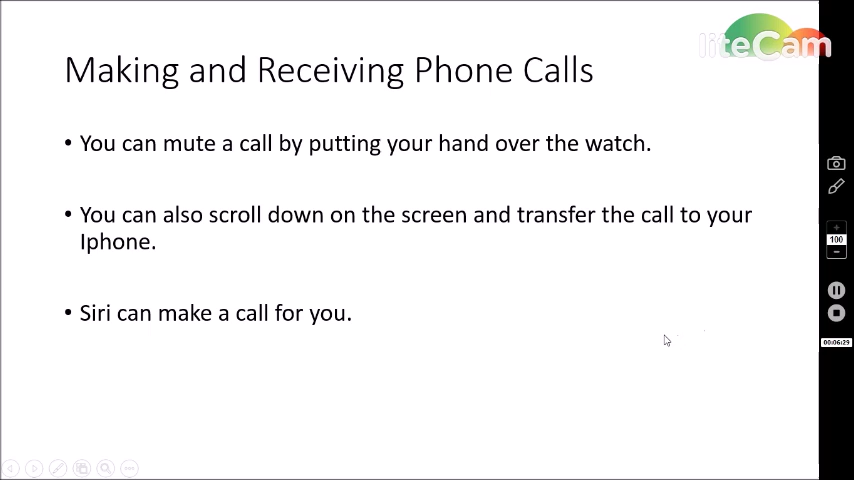 liteCam
Making and Receiving Phone Calls
• You can mute a call by putting your hand over the watch.
• You can also scroll down on the screen and transfer the call to your
Iphone.
• Siri can make a call for you.
100
00:06:29